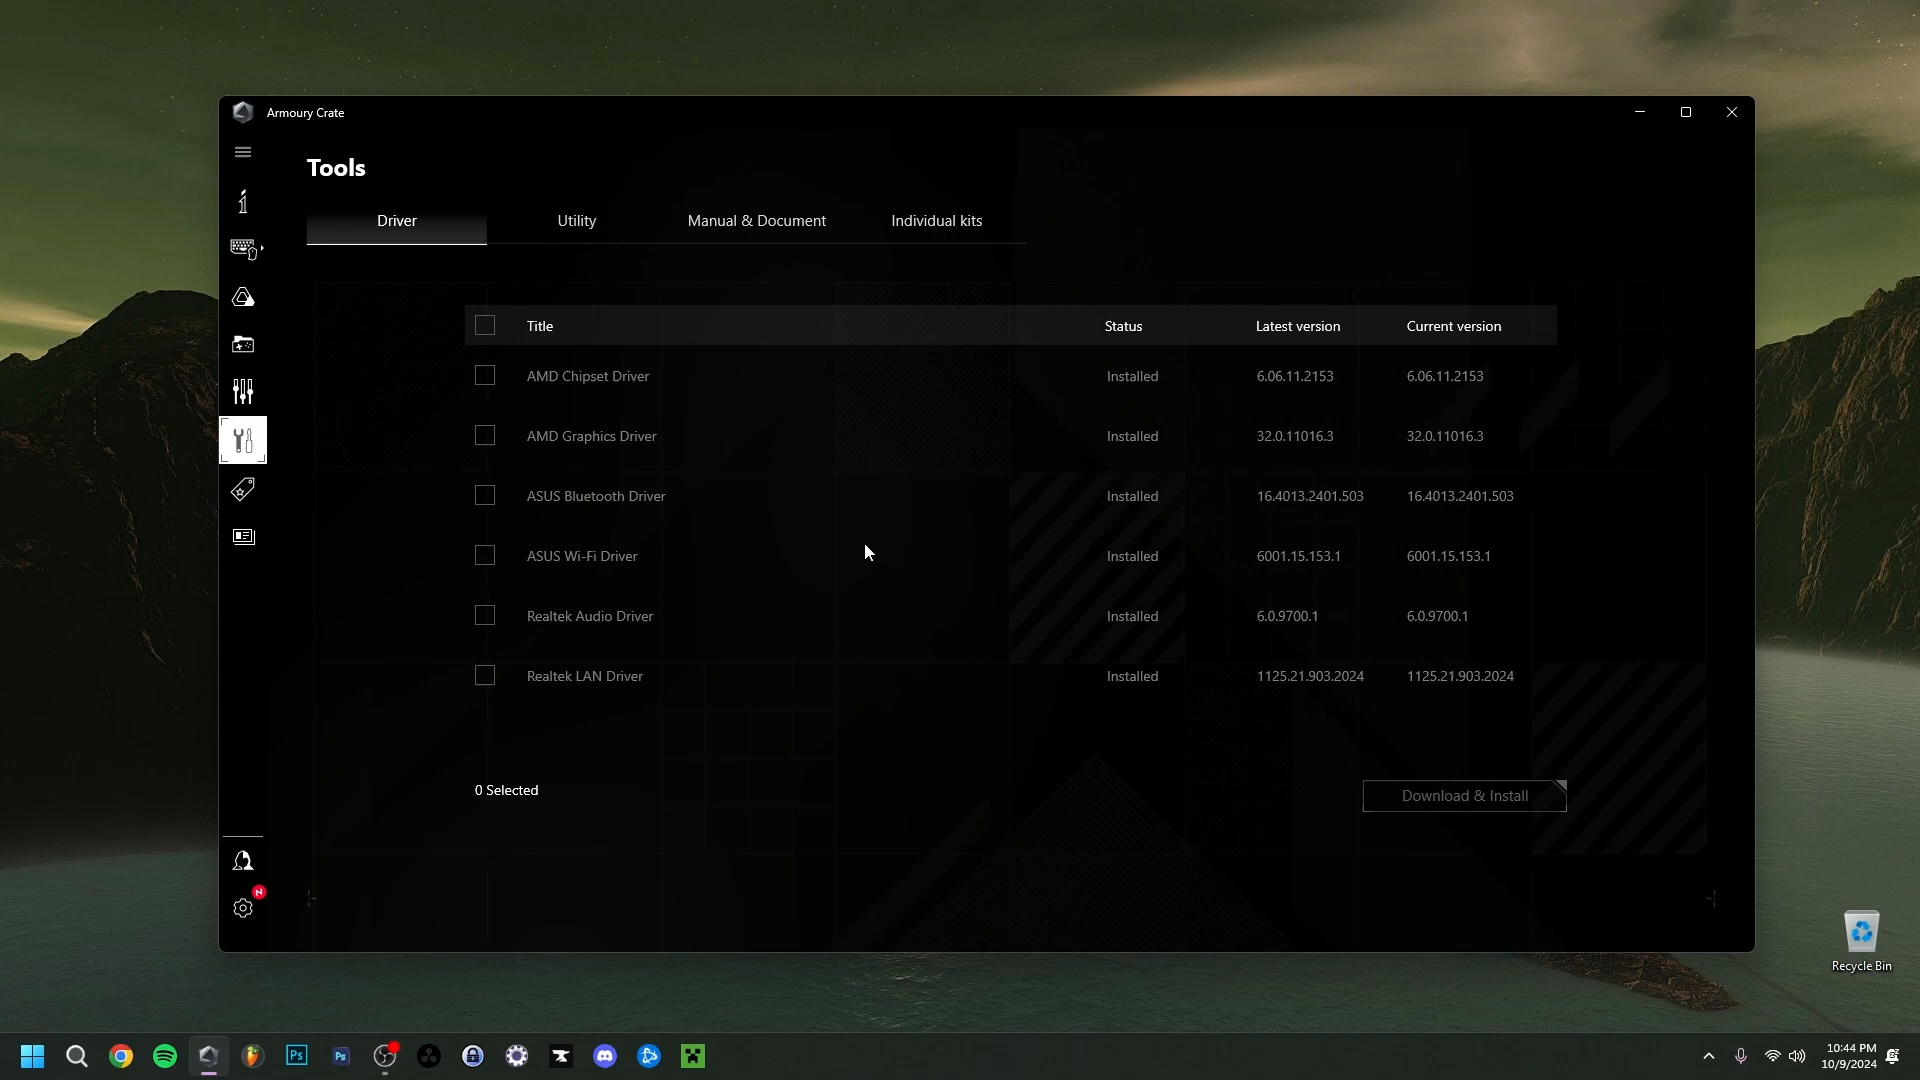 Armoury Crate
Tools
Driver Utility Manual & Document Individual kits
Title Status Latest version Current version
AMD Chipset Driver Installed 6.06.11.2153 6.06.11.2153
AMD Graphics Driver Installed 32.0.11016.3 32.0.11016.3
ASUS Bluetooth Driver Installed 16.4013.2401.503 16.4013.2401.503
ASUS Wi-Fi Driver Installed 6001.15.153.1 6001.15.153.1
Realtek Audio Driver Installed 6.0.9700.1 6.0.9700.1
Realtek LAN Driver Installed 1125.21.903.2024 1125.21.903.2024
0 Selected Download & Install
N
Recycle Bin
Ps Ps
10:44 PM
10/9/2024